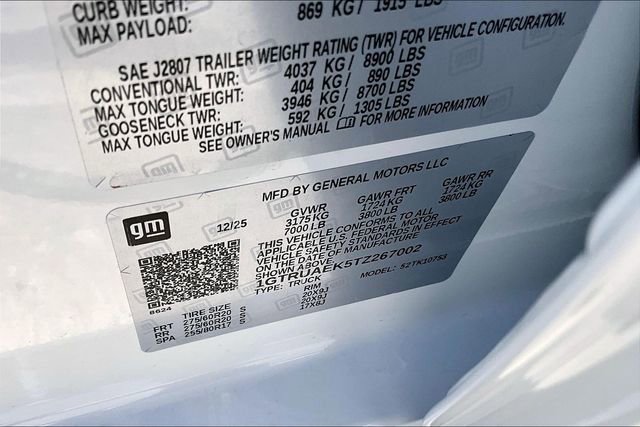 CURB WEIGHT:
MAX PAYLOAD: 869 KG / 1915 LBS
SAE J2807 TRAILER WEIGHT RATING (TWR) FOR VEHICLE CONFIGURATION.
CONVENTIONAL TWR: 4037 KG / 8900 LBS
MAX TONGUE WEIGHT: 404 KG / 890 LBS
GOOSENECK TWR: 3946 KG / 8700 LBS
MAX TONGUE WEIGHT: 592 KG / 1305 LBS
SEE OWNER'S MANUAL FOR MORE INFORMATION
gm
12/25
MFD BY GENERAL MOTORS LLC
GVWR GAWR FRT GAWR RR
3175 KG 1724 KG 1724 KG
7000 LB 3800 LB 3800 LB
THIS VEHICLE CONFORMS TO ALL
APPLICABLE U.S. FEDERAL MOTOR
VEHICLE SAFETY STANDARDS IN EFFECT
ON THE DATE OF MANUFACTURE
SHOWN ABOVE.
1GTRUAEK5TZ267002
TYPE: TRUCK MODEL: 52TK10753
8624
TIRE SIZE RIM
FRT 275/60R20 S 20X9J
RR 275/60R20 S 20X9J
SPA 255/80R17 S 17X8J